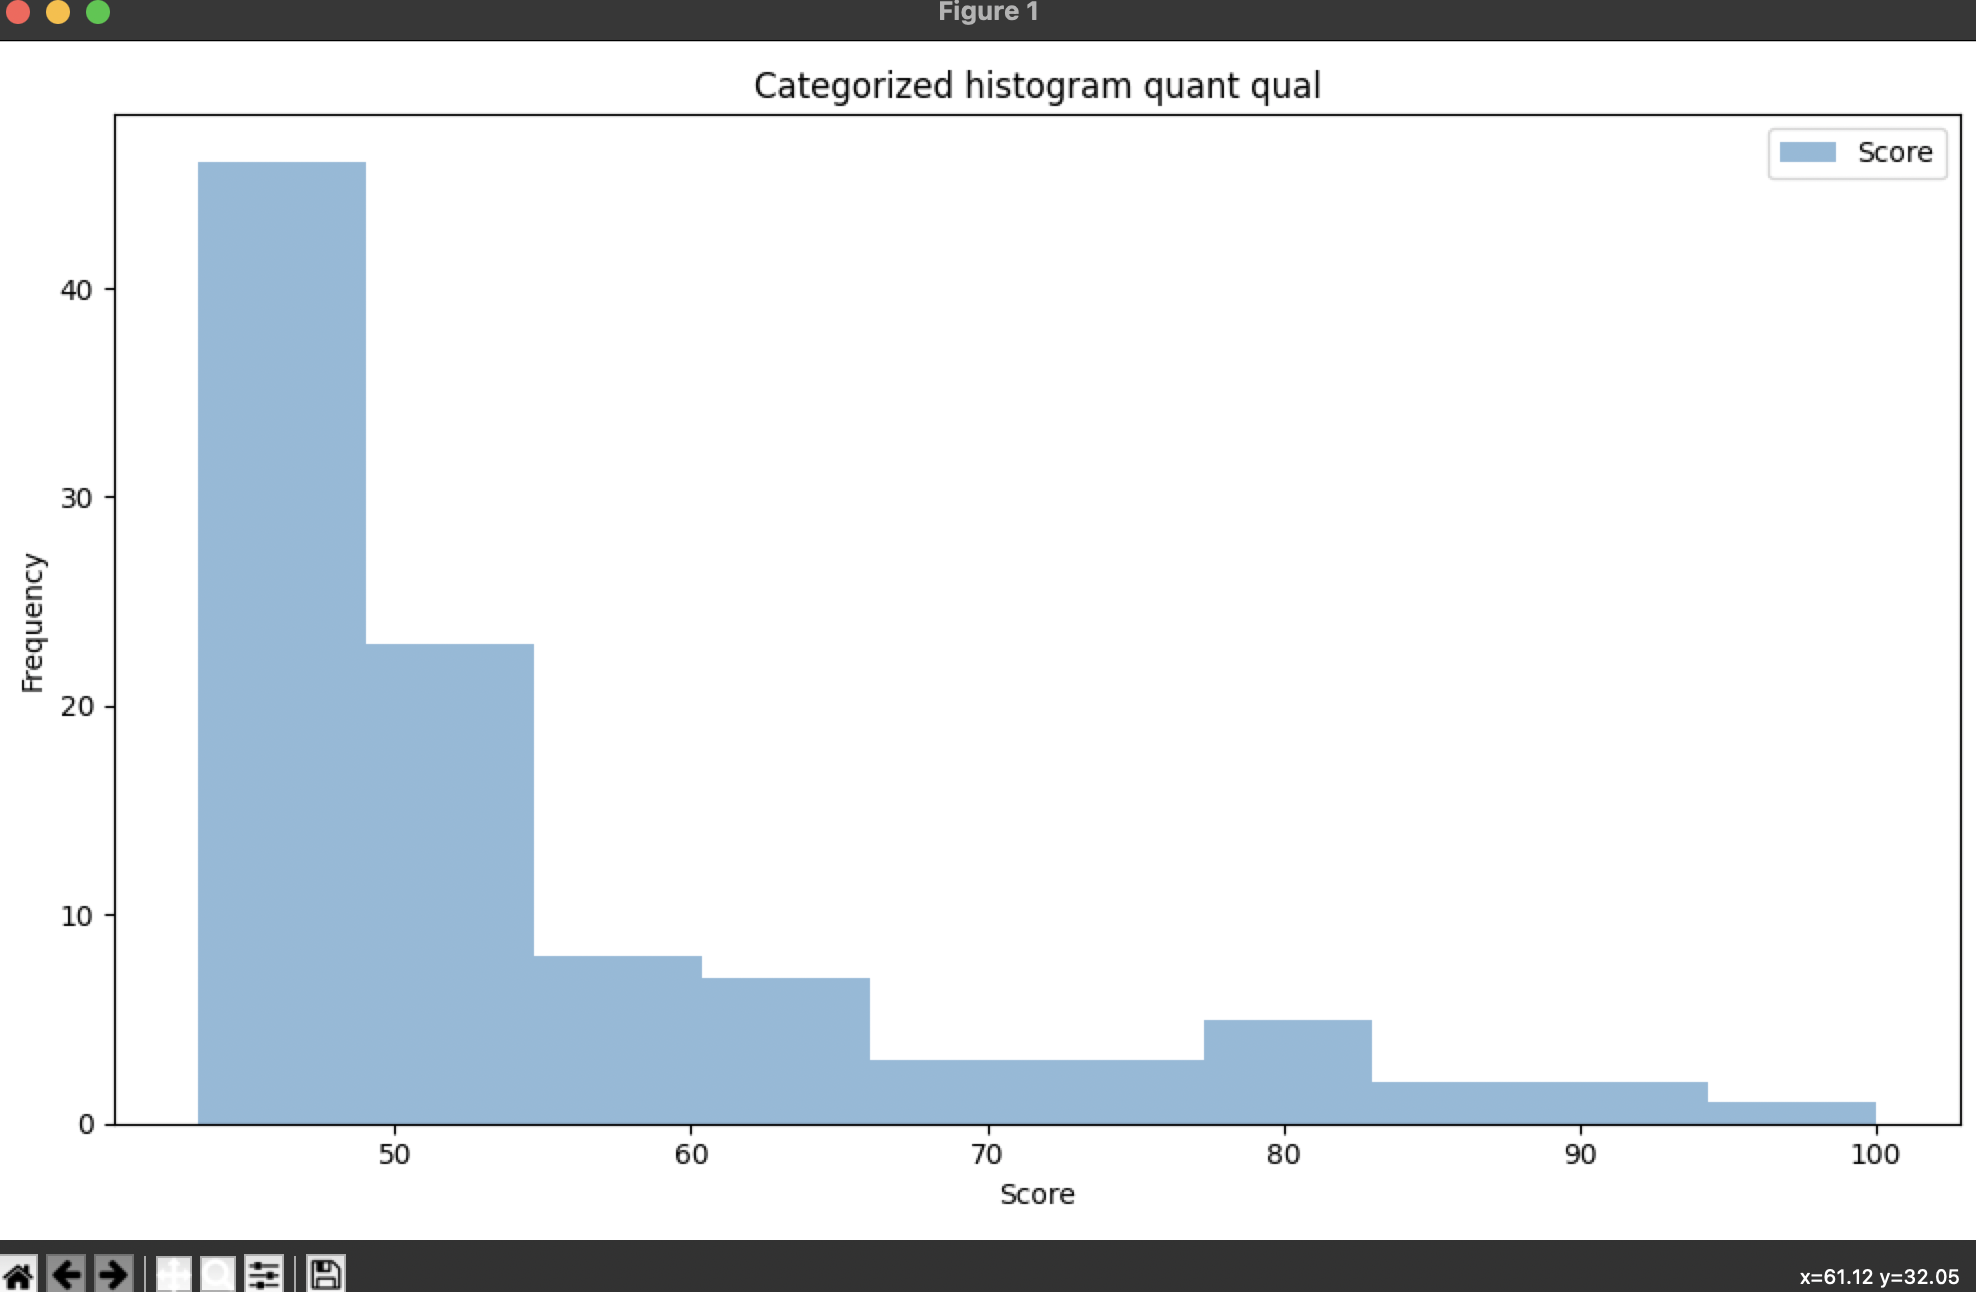 Figure 1
Categorized histogram quant qual
Score
40
30
20
10
0
Frequency
50 60 70 80 90 100
Score
x=61.12 y=32.05